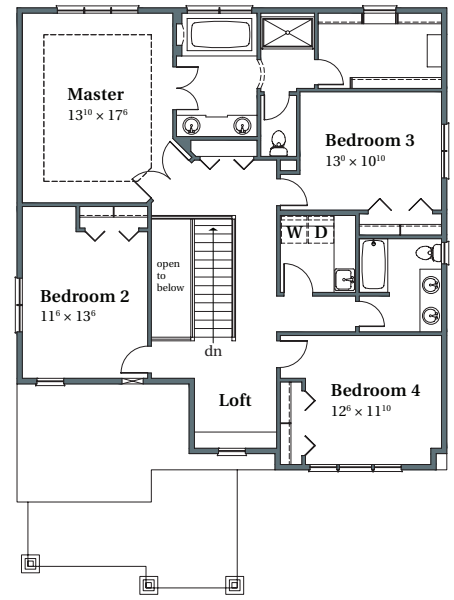 Master
13¹⁰ × 17⁶
Bedroom 3
13⁰ × 10¹⁰
W D
open
to
below
Bedroom 2
11⁶ × 13⁶
dn
Loft
Bedroom 4
12⁶ × 11¹⁰